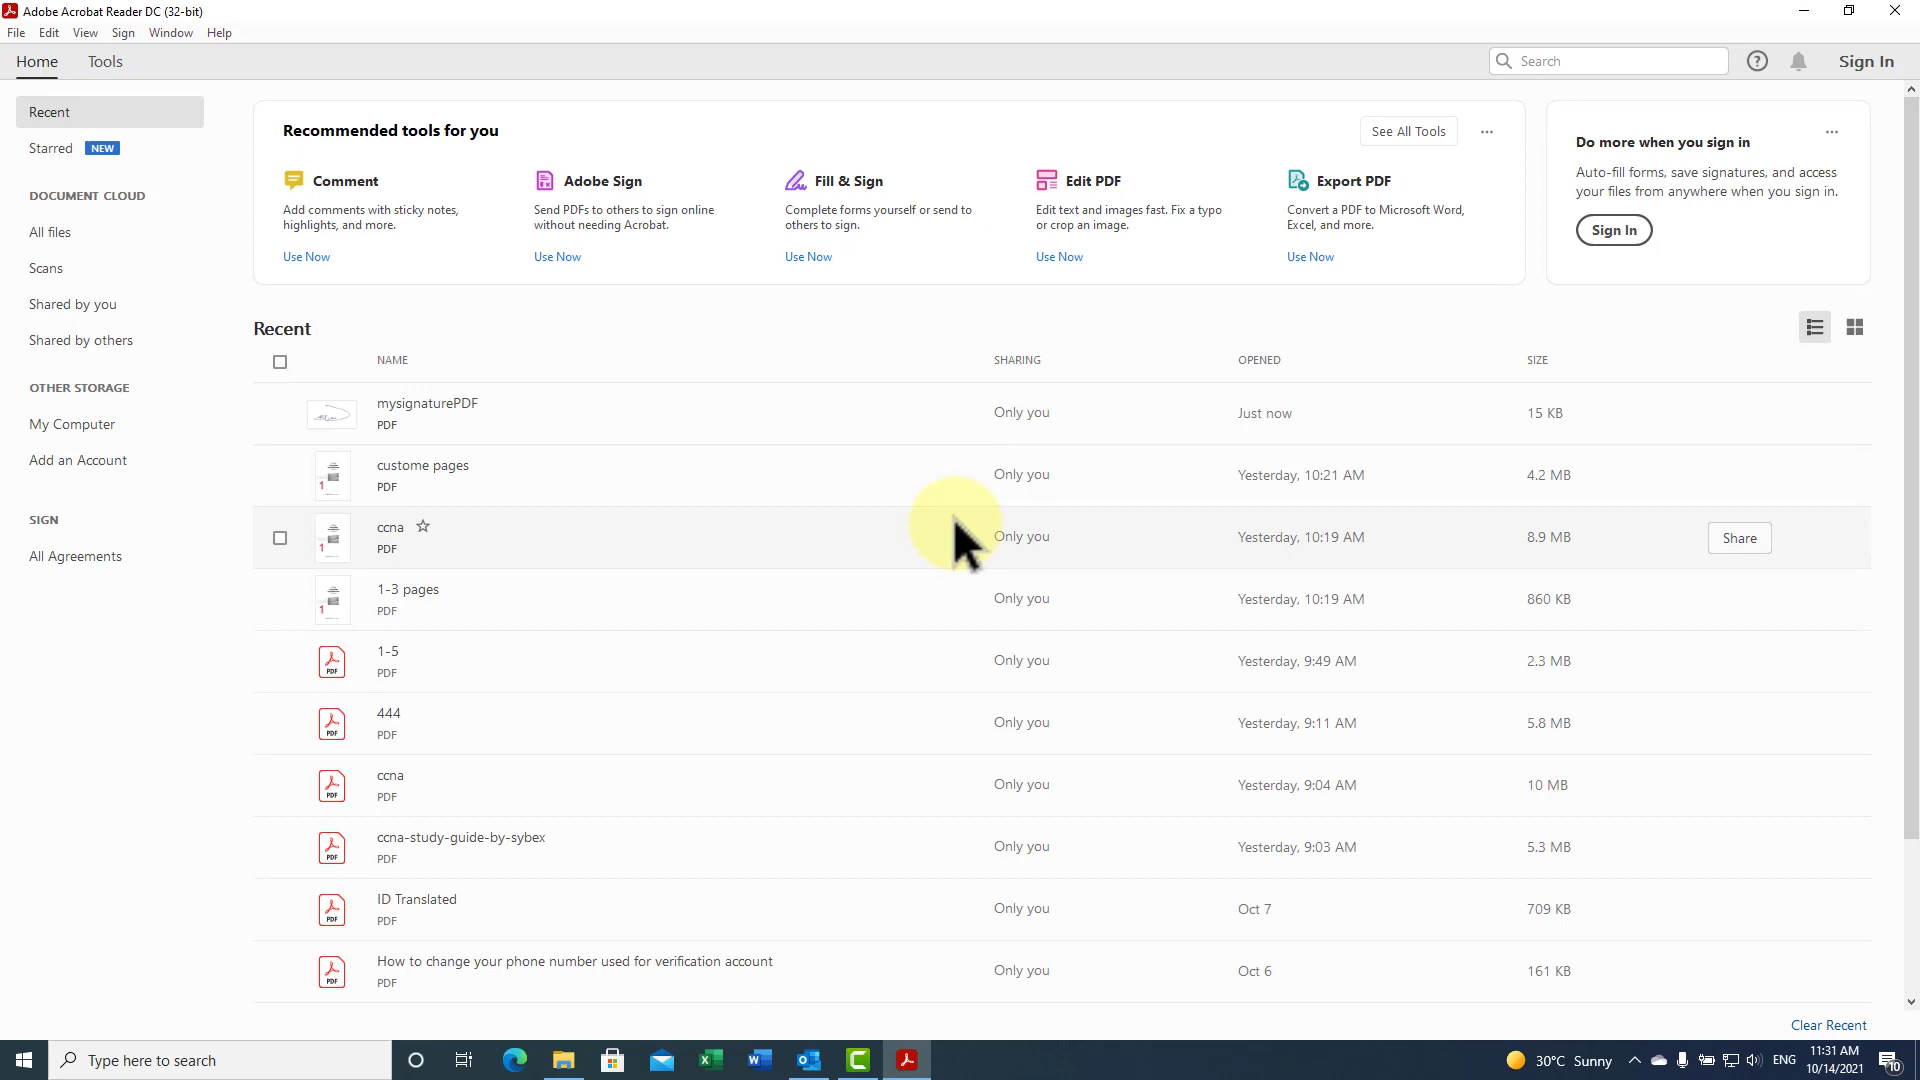 Adobe Acrobat Reader DC (32-bit)
File Edit View Sign Window Help
Home Tools Search Sign In
Recent
Starred NEW
DOCUMENT CLOUD
All files
Scans
Shared by you
Shared by others
OTHER STORAGE
My Computer
Add an Account
SIGN
All Agreements
Recommended tools for you
See All Tools
Comment
Add comments with sticky notes,
highlights, and more.
Use Now
Adobe Sign
Send PDFs to others to sign online
without needing Acrobat.
Use Now
Fill & Sign
Complete forms yourself or send to
others to sign.
Use Now
Edit PDF
Edit text and images fast. Fix a typo
or crop an image.
Use Now
Export PDF
Convert a PDF to Microsoft Word,
Excel, and more.
Use Now
Do more when you sign in
Auto-fill forms, save signatures, and access
your files from anywhere when you sign in.
Sign In
Recent
NAME SHARING OPENED SIZE
mysignaturePDF
PDF
Only you Just now 15 KB
custome pages
PDF
Only you Yesterday, 10:21 AM 4.2 MB
ccna
PDF
Only you Yesterday, 10:19 AM 8.9 MB Share
1-3 pages
PDF
Only you Yesterday, 10:19 AM 860 KB
1-5
PDF
Only you Yesterday, 9:49 AM 2.3 MB
444
PDF
Only you Yesterday, 9:11 AM 5.8 MB
ccna
PDF
Only you Yesterday, 9:04 AM 10 MB
ccna-study-guide-by-sybex
PDF
Only you Yesterday, 9:03 AM 5.3 MB
ID Translated
PDF
Only you Oct 7 709 KB
How to change your phone number used for verification account
PDF
Only you Oct 6 161 KB
Clear Recent
Type here to search
30°C Sunny
ENG
11:31 AM
10/14/2021
10